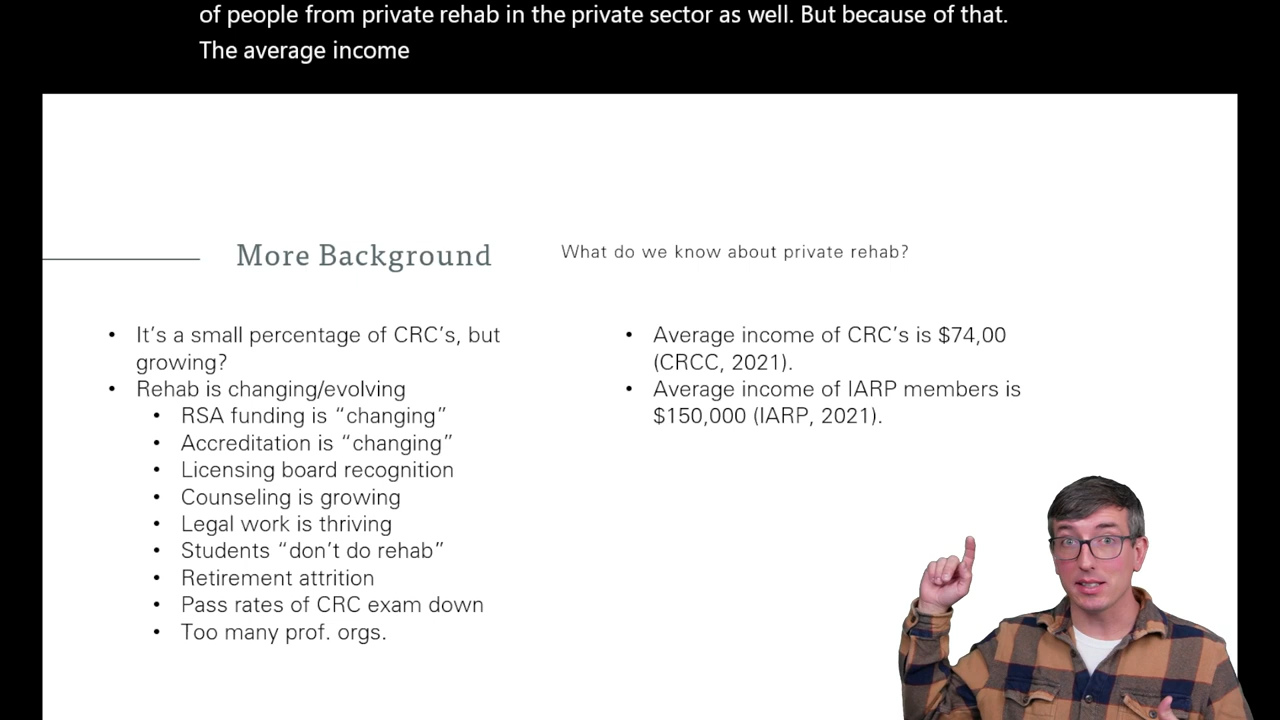 of people from private rehab in the private sector as well. But because of that.
The average income
More Background
What do we know about private rehab?
• It's a small percentage of CRC's, but
growing?
• Rehab is changing/evolving
• RSA funding is “changing”
• Accreditation is “changing”
• Licensing board recognition
• Counseling is growing
• Legal work is thriving
• Students “don't do rehab”
• Retirement attrition
• Pass rates of CRC exam down
• Too many prof. orgs.
• Average income of CRC's is $74,00
(CRCC, 2021).
• Average income of IARP members is
$150,000 (IARP, 2021).